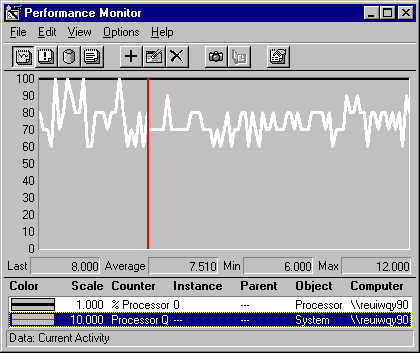 Performance Monitor
File Edit View Options Help
100
90
80
70
60
50
40
30
20
10
0
Last 8.000 Average 7.510 Min 6.000 Max 12.000
Color Scale Counter Instance Parent Object Computer
1.000 % Processor 0 --- Processor \\reuiwqy90
10.000 Processor Q --- --- System \\reuiwqy90
Data: Current Activity